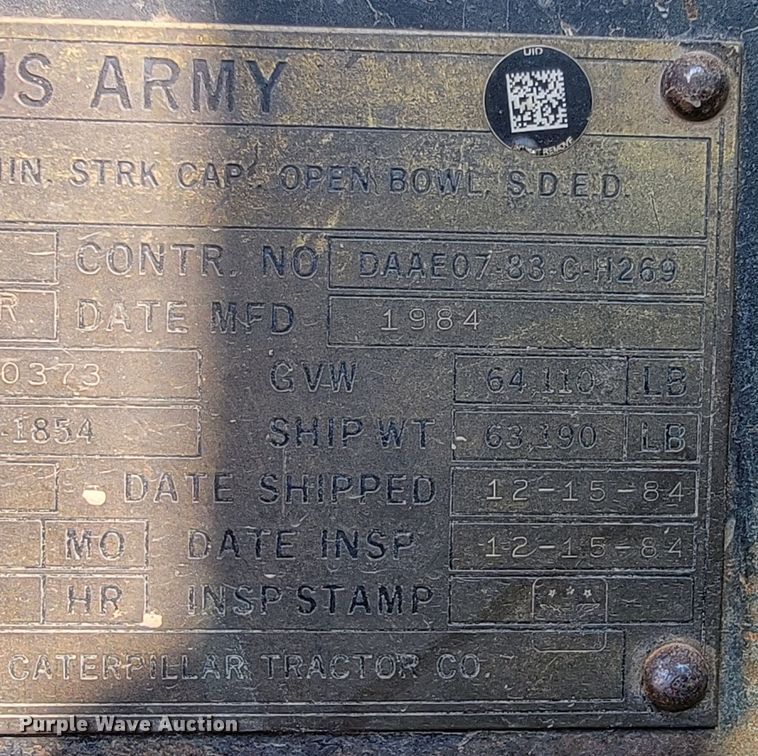 US ARMY
UID
MIN. STRK CAP., OPEN BOWL, S.D.E.D.
CONTR. NO DAAE07-83-C-H269
R DATE MFD 1984
0373 GVW 64,110 LB
-1854 SHIP WT 63,190 LB
DATE SHIPPED 12-15-84
MO DATE INSP 12-15-84
HR INSP STAMP
CATERPILLAR TRACTOR CO.
Purple Wave Auction